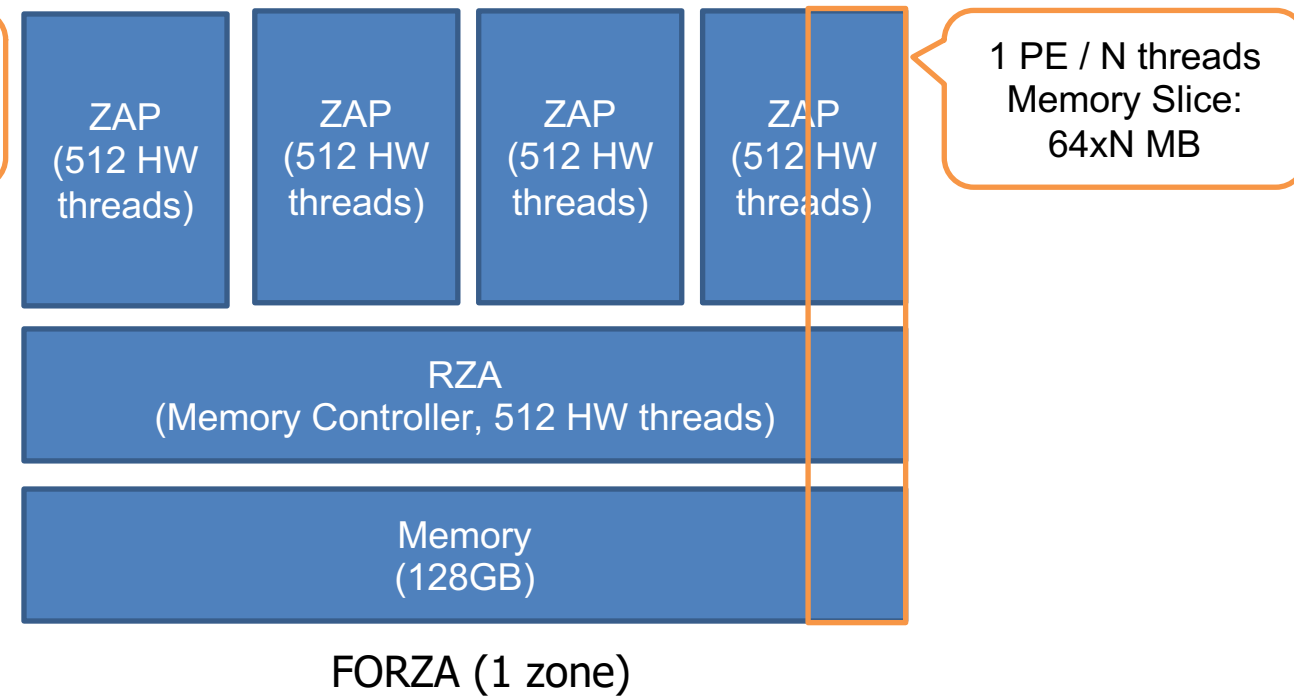 ZAP
(512 HW
threads)
ZAP
(512 HW
threads)
ZAP
(512 HW
threads)
ZAP
(512 HW
threads)
1 PE / N threads
Memory Slice:
64xN MB
RZA
(Memory Controller, 512 HW threads)
Memory
(128GB)
FORZA (1 zone)